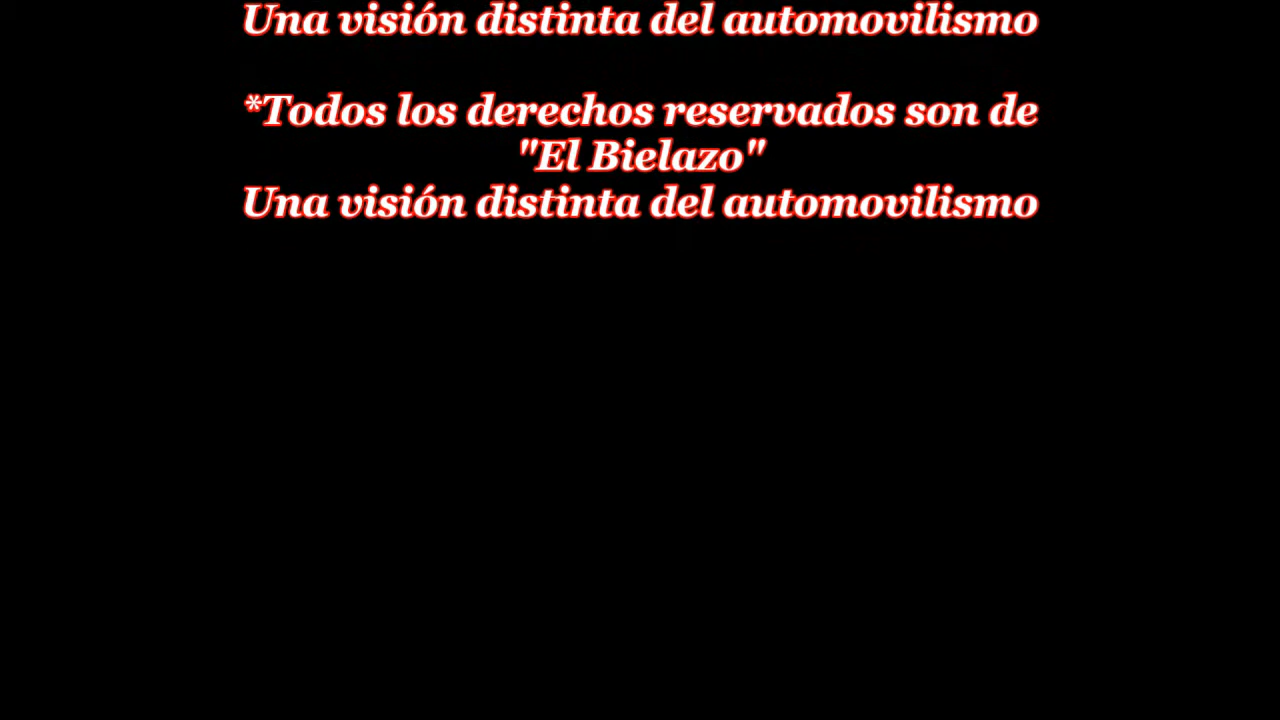 Una visión distinta del automovilismo
*Todos los derechos reservados son de
"El Bielazo"
Una visión distinta del automovilismo